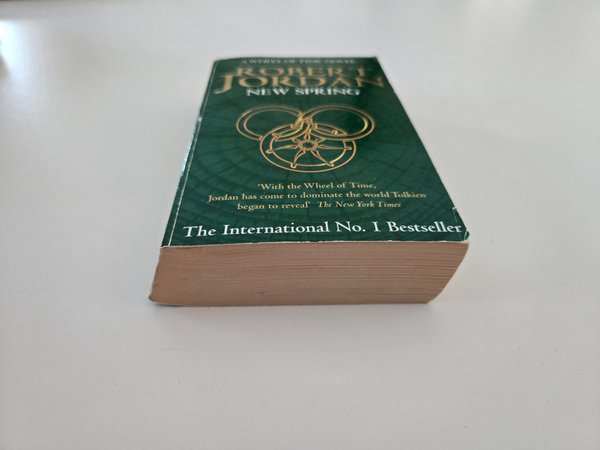 A WHEEL OF TIME NOVEL
ROBERT
JORDAN
NEW SPRING
‘With the Wheel of Time,
Jordan has come to dominate the world Tolkien
began to reveal’ The New York Times
The International No. 1 Bestseller